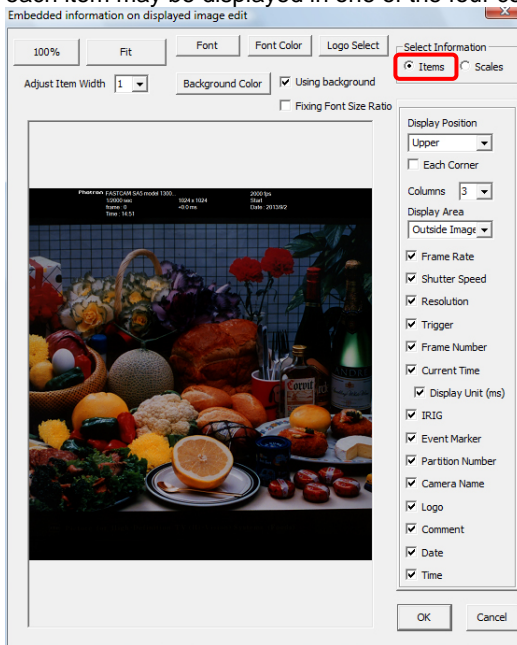 each item may be displayed in one of the four co
Embedded information on displayed image edit
100%
Fit
Font
Font Color
Logo Select
Select Information
Items
Scales
Adjust Item Width
1
Background Color
Using background
Fixing Font Size Ratio
Display Position
Upper
Each Corner
Columns
3
Display Area
Outside Image
Photron FASTCAM SA5 model 1300...
2000 fps
1/2000 sec
1024 x 1024
Start
frame : 0
+0.0 ms
Date : 2013/9/2
Time : 14:51
Frame Rate
Shutter Speed
Resolution
Trigger
Frame Number
Current Time
Display Unit (ms)
IRIG
Event Marker
Partition Number
Camera Name
Logo
Comment
Date
Time
OK
Cancel